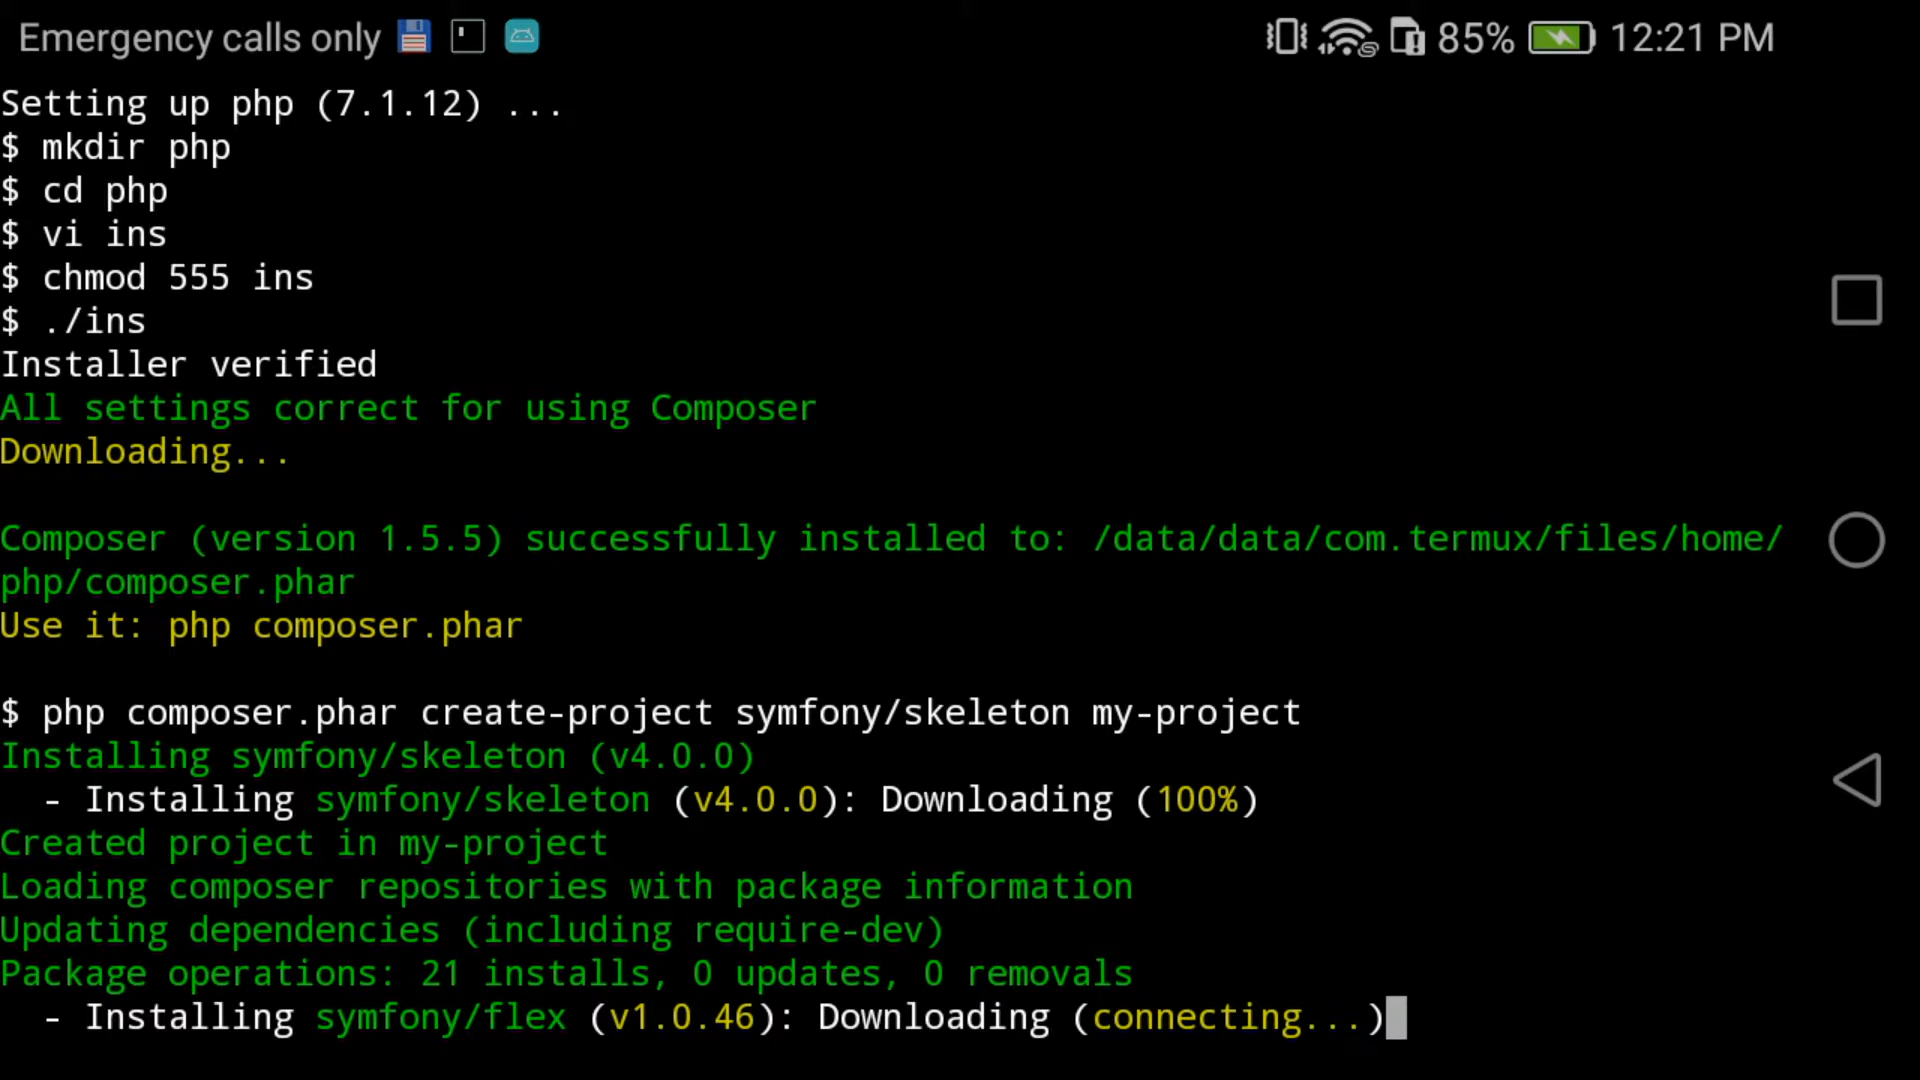 Emergency calls only 85% 12:21 PM
Setting up php (7.1.12) ...
$ mkdir php
$ cd php
$ vi ins
$ chmod 555 ins
$ ./ins
Installer verified
All settings correct for using Composer
Downloading...
Composer (version 1.5.5) successfully installed to: /data/data/com.termux/files/home/
php/composer.phar
Use it: php composer.phar
$ php composer.phar create-project symfony/skeleton my-project
Installing symfony/skeleton (v4.0.0)
- Installing symfony/skeleton (v4.0.0): Downloading (100%)
Created project in my-project
Loading composer repositories with package information
Updating dependencies (including require-dev)
Package operations: 21 installs, 0 updates, 0 removals
- Installing symfony/flex (v1.0.46): Downloading (connecting...)